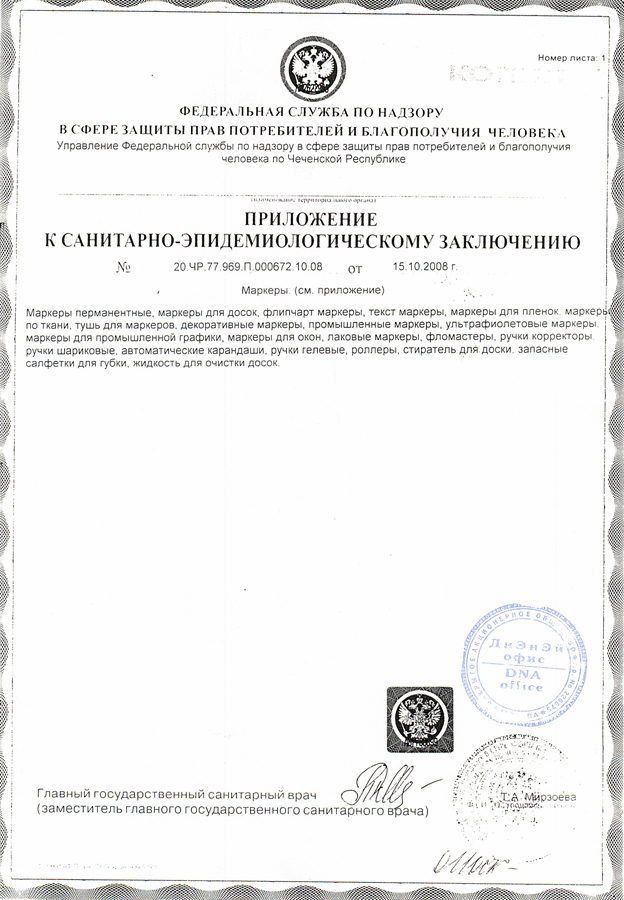 Номер листа: 1
ФЕДЕРАЛЬНАЯ СЛУЖБА ПО НАДЗОРУ
В СФЕРЕ ЗАЩИТЫ ПРАВ ПОТРЕБИТЕЛЕЙ И БЛАГОПОЛУЧИЯ ЧЕЛОВЕКА
Управление Федеральной службы по надзору в сфере защиты прав потребителей и благополучия
человека по Чеченской Республике
(наименование территориального органа)
ПРИЛОЖЕНИЕ
К САНИТАРНО-ЭПИДЕМИОЛОГИЧЕСКОМУ ЗАКЛЮЧЕНИЮ
№ 20.ЧР.77.969.П.000672.10.08 от 15.10.2008 г.
Маркеры. (см. приложение)
Маркеры перманентные, маркеры для досок, флипчарт маркеры, текст маркеры, маркеры для пленок. маркеры
по ткани, тушь для маркеров, декоративные маркеры, промышленные маркеры, ультрафиолетовые маркеры.
маркеры для промышленной графики, маркеры для окон, лаковые маркеры, фломастеры, ручки корректоры.
ручки шариковые, автоматические карандаши, ручки гелевые, роллеры, стиратель для доски. запасные
салфетки для губки, жидкость для очистки досок.
ДиЭнЭй
офис
DNA
office
Главный государственный санитарный врач
(заместитель главного государственного санитарного врача)
Т.А. Мирзоева